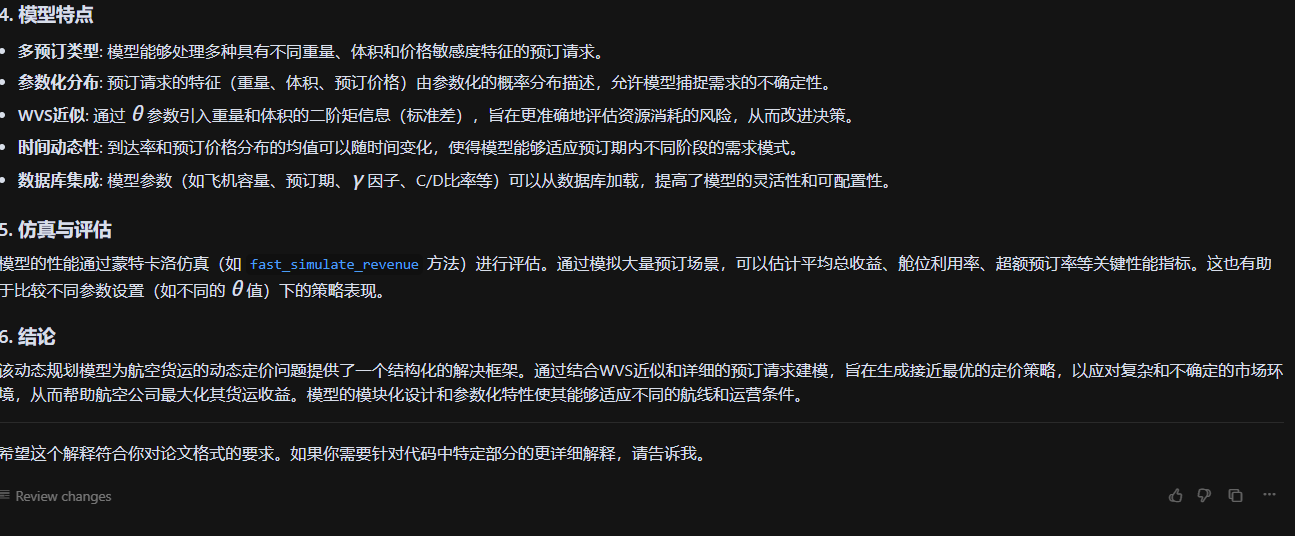 4. 模型特点
• 多预订类型: 模型能够处理多种具有不同重量、体积和价格敏感度特征的预订请求。
• 参数化分布: 预订请求的特征（重量、体积、预订价格）由参数化的概率分布描述，允许模型捕捉需求的不确定性。
• WVS近似: 通过 θ 参数引入重量和体积的二阶矩信息（标准差），旨在更准确地评估资源消耗的风险，从而改进决策。
• 时间动态性: 到达率和预订价格分布的均值可以随时间变化，使得模型能够适应预订期内不同阶段的需求模式。
• 数据库集成: 模型参数（如飞机容量、预订期、γ 因子、C/D比率等）可以从数据库加载，提高了模型的灵活性和可配置性。
5. 仿真与评估
模型的性能通过蒙特卡洛仿真（如 fast_simulate_revenue 方法）进行评估。通过模拟大量预订场景，可以估计平均总收益、舱位利用率、超额预订率等关键性能指标。这也有助
于比较不同参数设置（如不同的 θ 值）下的策略表现。
6. 结论
该动态规划模型为航空货运的动态定价问题提供了一个结构化的解决框架。通过结合WVS近似和详细的预订请求建模，旨在生成接近最优的定价策略，以应对复杂和不确定的市场环
境，从而帮助航空公司最大化其货运收益。模型的模块化设计和参数化特性使其能够适应不同的航线和运营条件。
希望这个解释符合你对论文格式的要求。如果你需要针对代码中特定部分的更详细解释，请告诉我。
Review changes